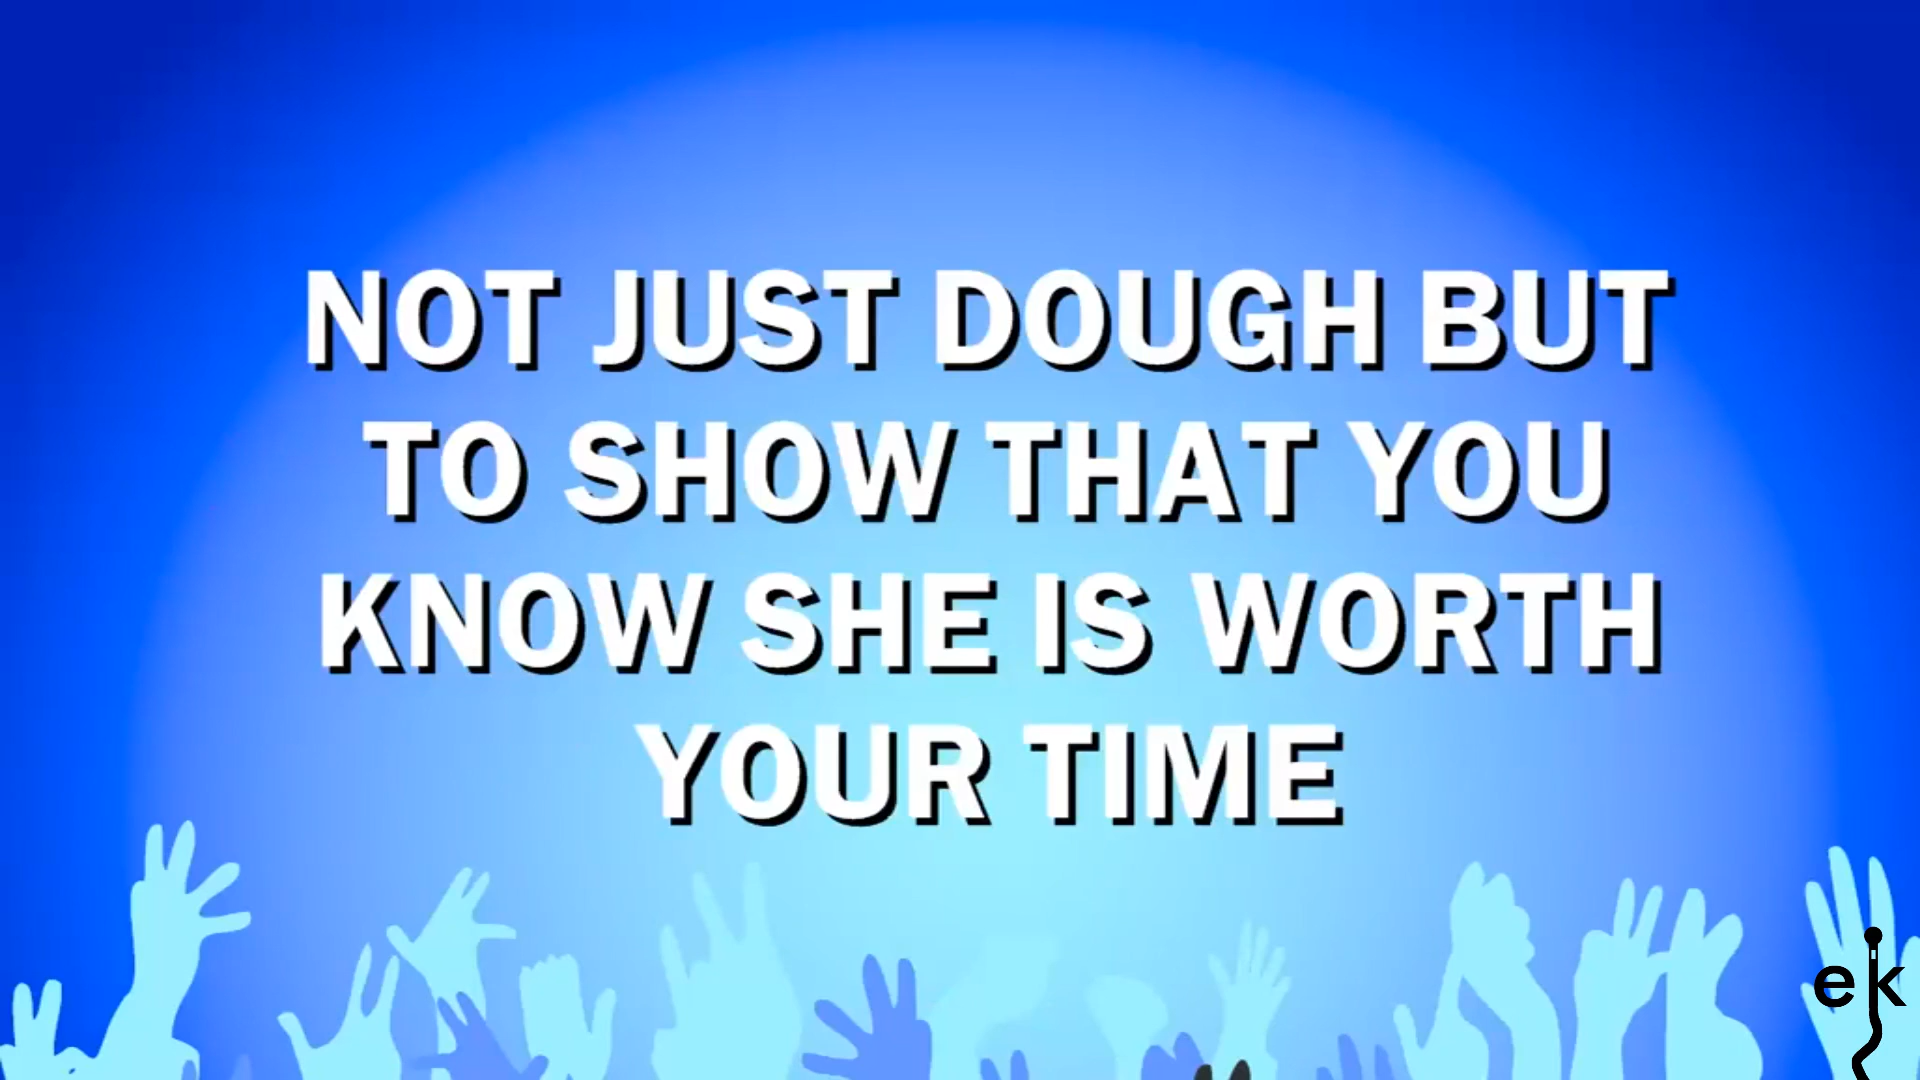 NOT JUST DOUGH BUT
TO SHOW THAT YOU
KNOW SHE IS WORTH
YOUR TIME
ek